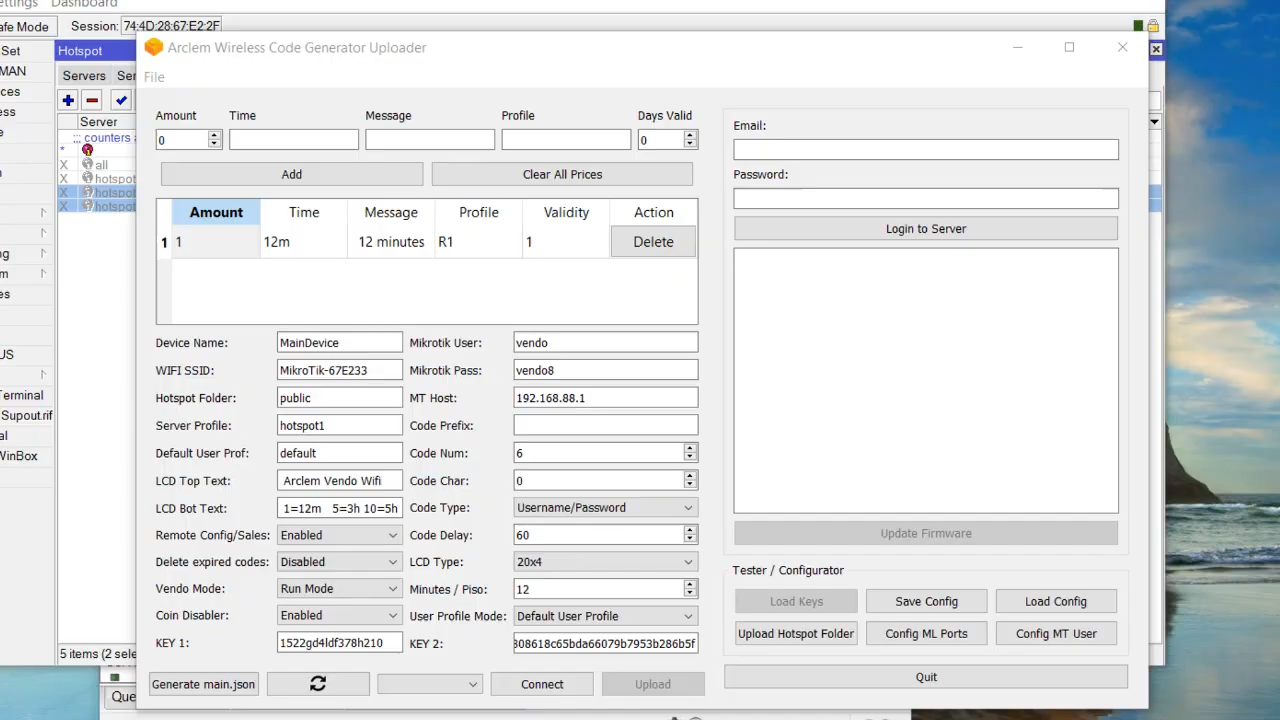 ettings Dashboard
afe Mode Session: 74:4D:28:67:E2:2F
Arclem Wireless Code Generator Uploader
Set Hotspot
MAN File
Servers Ser
ces
ess
Server
::: counters a
* 
X all
X hotspot
X hotspot
X hotspot
ng
m
es
US
Terminal
Supout.rif
al
WinBox
5 items (2 sele
Que
Amount Time Message Profile Days Valid
0 0
Add Clear All Prices
Amount Time Message Profile Validity Action
1 1 12m 12 minutes R1 1 Delete
Device Name: MainDevice Mikrotik User: vendo
WIFI SSID: MikroTik-67E233 Mikrotik Pass: vendo8
Hotspot Folder: public MT Host: 192.168.88.1
Server Profile: hotspot1 Code Prefix:
Default User Prof: default Code Num: 6
LCD Top Text: Arclem Vendo Wifi Code Char: 0
LCD Bot Text: 1=12m 5=3h 10=5h Code Type: Username/Password
Remote Config/Sales: Enabled Code Delay: 60
Delete expired codes: Disabled LCD Type: 20x4
Vendo Mode: Run Mode Minutes / Piso: 12
Coin Disabler: Enabled User Profile Mode: Default User Profile
KEY 1: 1522gd4ldf378h210 KEY 2: 308618c65bda66079b7953b286b5f
Generate main.json Connect Upload
Email:
Password:
Login to Server
Update Firmware
Tester / Configurator
Load Keys Save Config Load Config
Upload Hotspot Folder Config ML Ports Config MT User
Quit